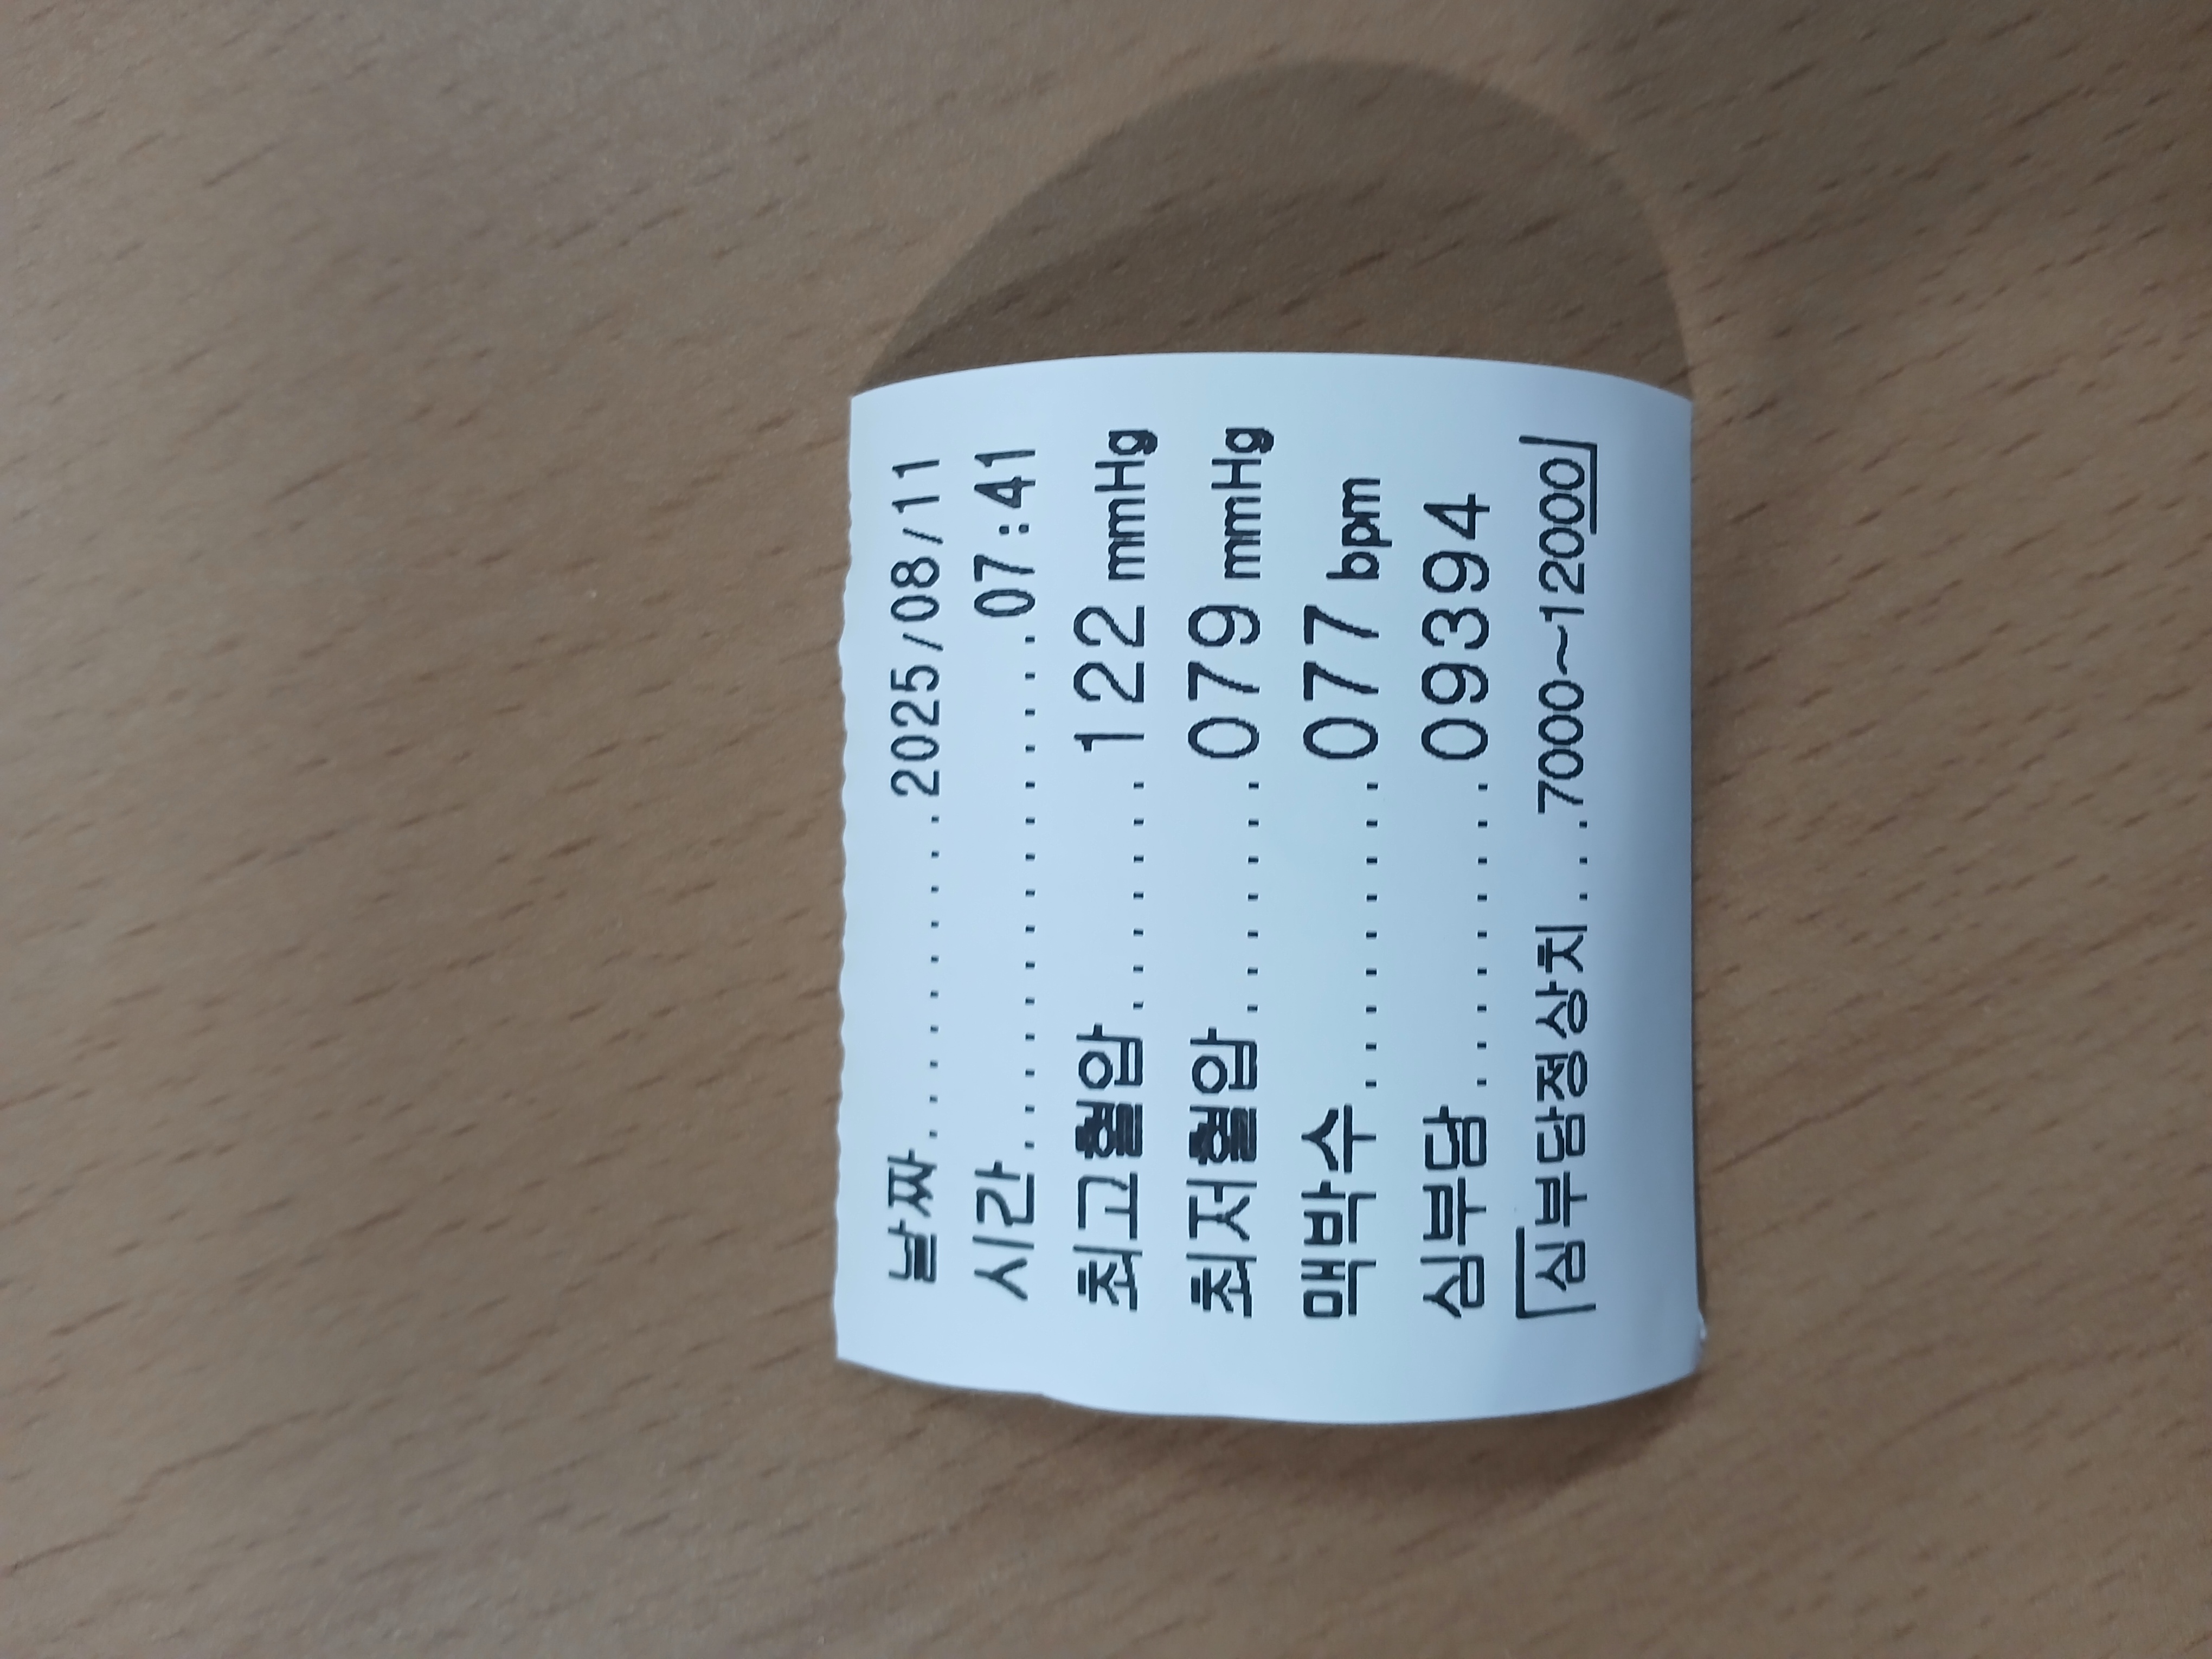 날짜..........2025/08/11
시간...............07:41
최고혈압.......122 mmHg
최저혈압.......079 mmHg
맥박수.........077 bpm
심부담.........09394
「심부담정상치...7000~12000」